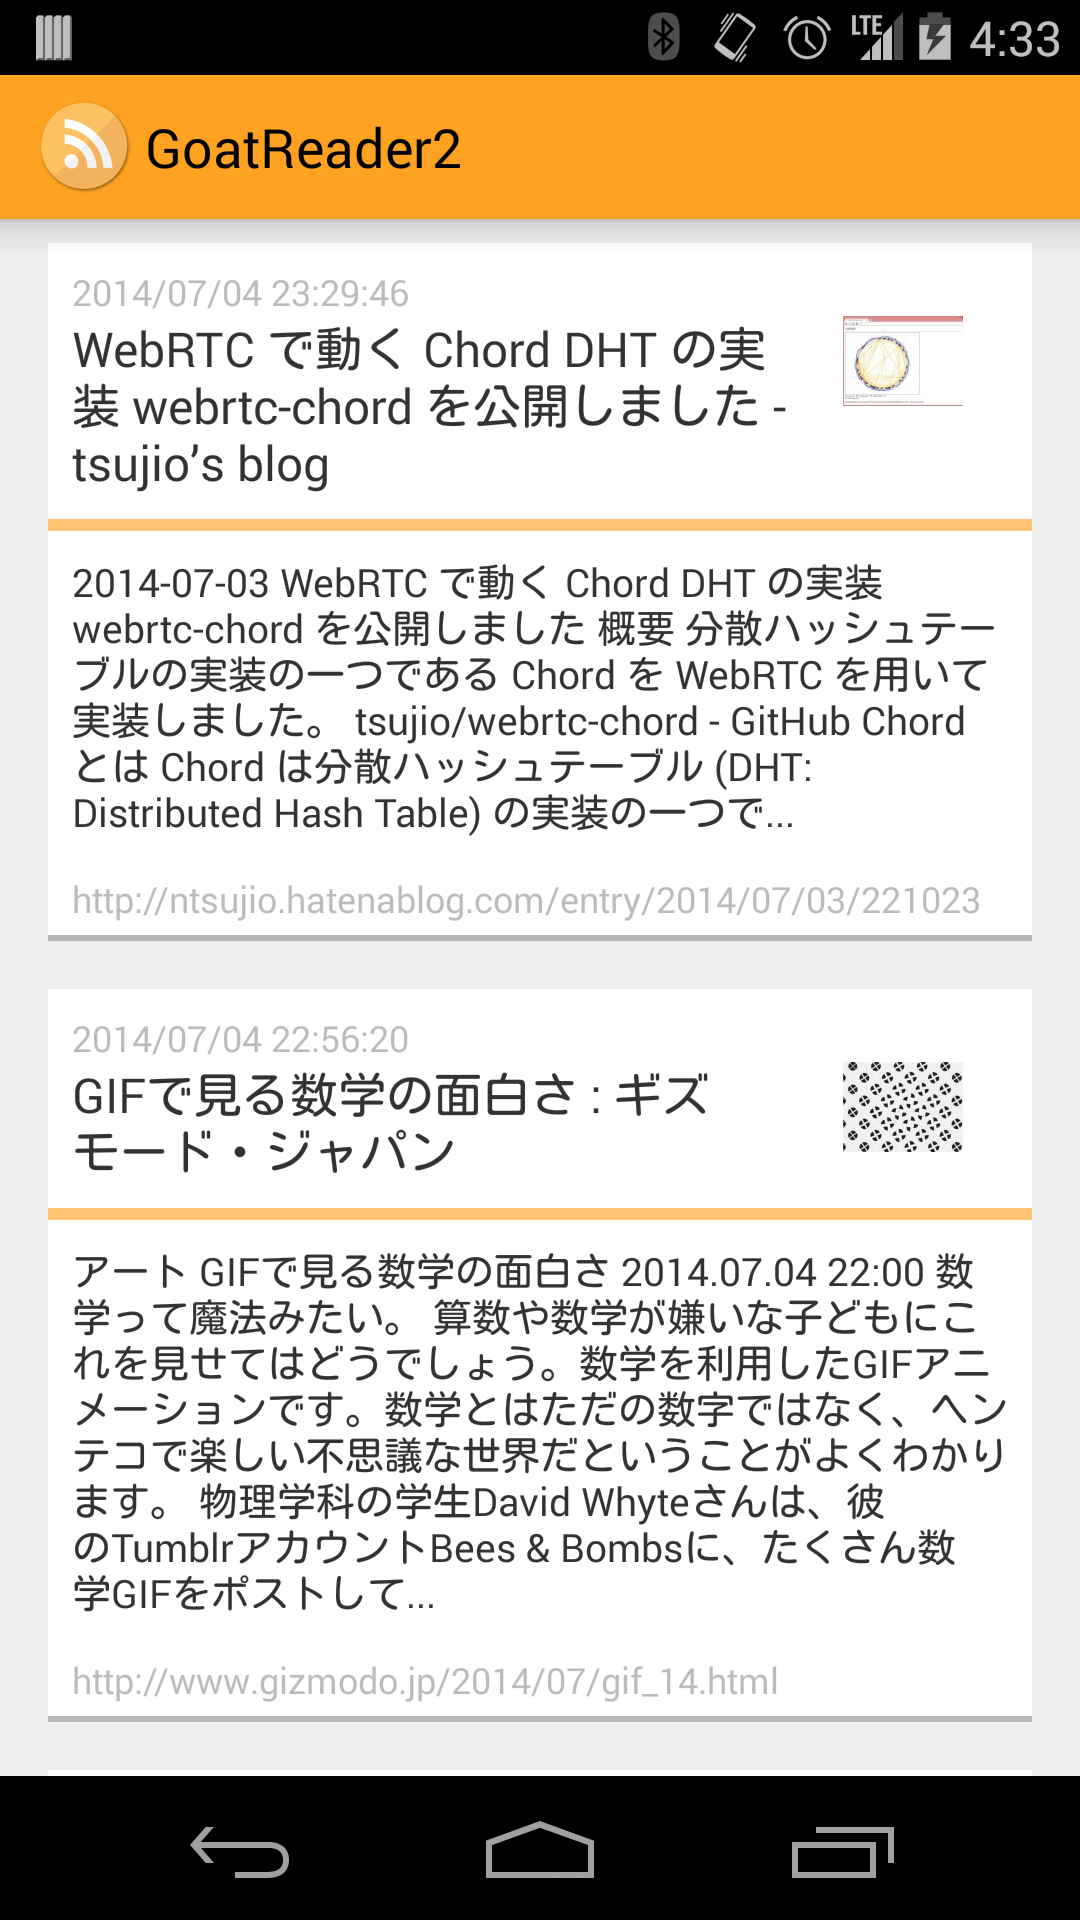 LTE 4:33
GoatReader2
2014/07/04 23:29:46
WebRTC で動く Chord DHT の実
装 webrtc-chord を公開しました -
tsujio’s blog
2014-07-03 WebRTC で動く Chord DHT の実装
webrtc-chord を公開しました 概要 分散ハッシュテー
ブルの実装の一つである Chord を WebRTC を用いて
実装しました。 tsujio/webrtc-chord - GitHub Chord
とは Chord は分散ハッシュテーブル (DHT:
Distributed Hash Table) の実装の一つで...
http://ntsujio.hatenablog.com/entry/2014/07/03/221023
2014/07/04 22:56:20
GIFで見る数学の面白さ : ギズ
モード・ジャパン
アート GIFで見る数学の面白さ 2014.07.04 22:00 数
学って魔法みたい。 算数や数学が嫌いな子どもにこ
れを見せてはどうでしょう。数学を利用したGIFアニ
メーションです。数学とはただの数字ではなく、ヘン
テコで楽しい不思議な世界だということがよくわかり
ます。 物理学科の学生David Whyteさんは、彼
のTumblrアカウントBees & Bombsに、たくさん数
学GIFをポストして...
http://www.gizmodo.jp/2014/07/gif_14.html